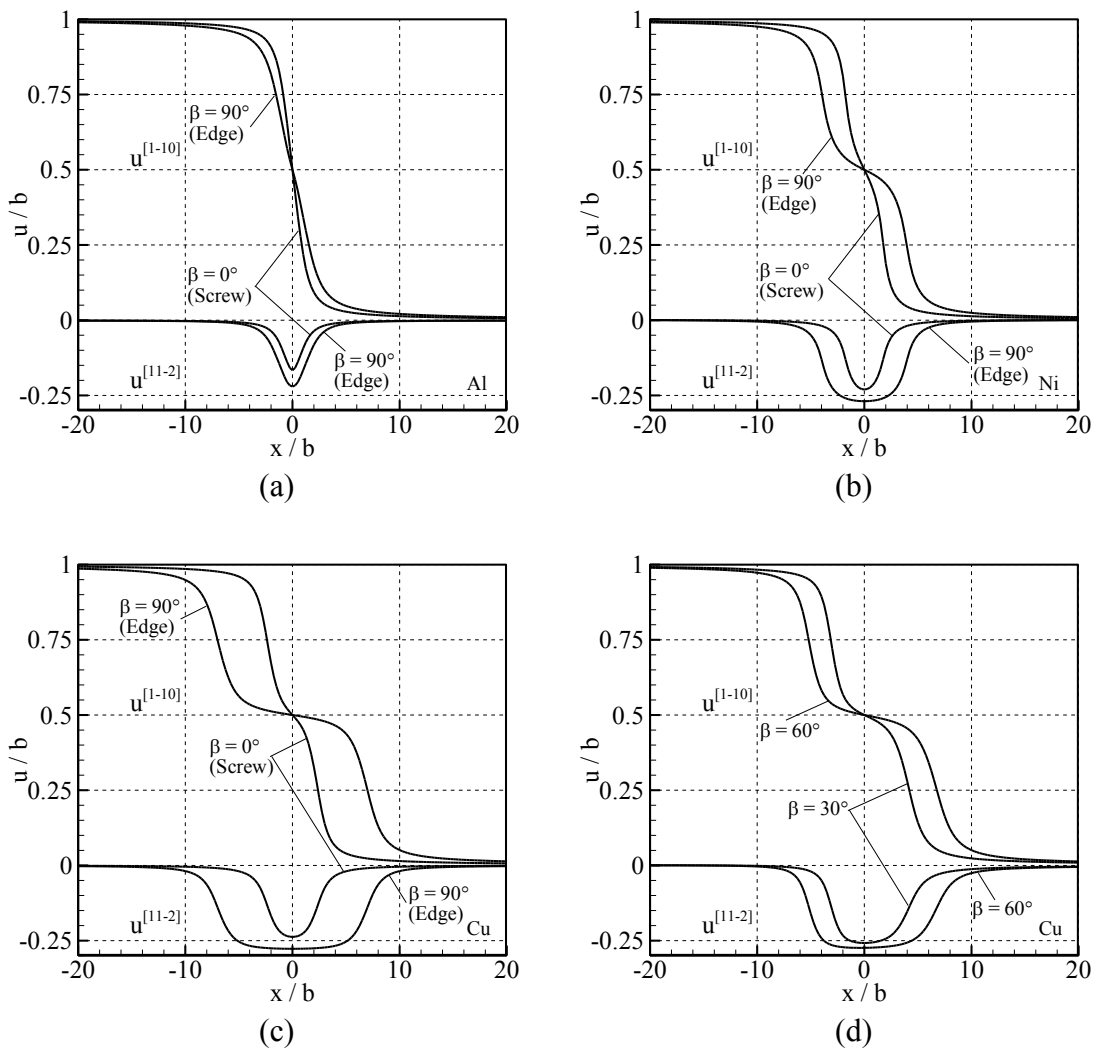 1
0.75
0.5
0.25
0
-0.25
u / b
β = 90°
(Edge)
u[1-10]
β = 0°
(Screw)
β = 90°
(Edge)
u[11-2]
Al
-20
-10
0
10
20
x / b
(a)
1
0.75
0.5
0.25
0
-0.25
u / b
u[1-10]
β = 90°
(Edge)
β = 0°
(Screw)
β = 90°
(Edge)
u[11-2]
Ni
-20
-10
0
10
20
x / b
(b)
1
0.75
0.5
0.25
0
-0.25
u / b
β = 90°
(Edge)
u[1-10]
β = 0°
(Screw)
β = 90°
(Edge)
u[11-2]
Cu
-20
-10
0
10
20
x / b
(c)
1
0.75
0.5
0.25
0
-0.25
u / b
u[1-10]
β = 60°
β = 30°
β = 60°
u[11-2]
Cu
-20
-10
0
10
20
x / b
(d)